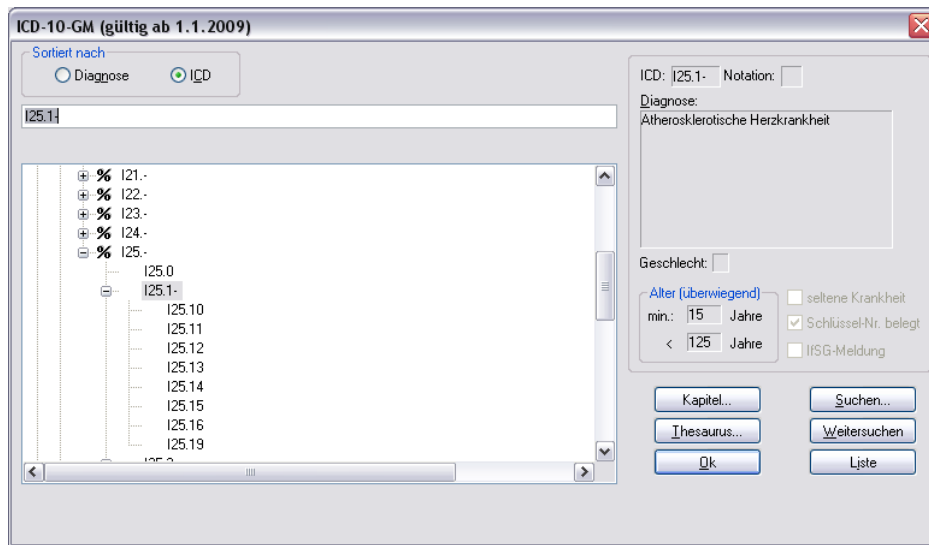 ICD-10-GM (gültig ab 1.1.2009)
Sortiert nach
Diagnose ICD
I25.1-
% I21.-
% I22.-
% I23.-
% I24.-
% I25.-
I25.0
I25.1-
I25.10
I25.11
I25.12
I25.13
I25.14
I25.15
I25.16
I25.19
ICD: I25.1- Notation:
Diagnose:
Atherosklerotische Herzkrankheit
Geschlecht:
Alter (überwiegend)
min.: 15 Jahre
< 125 Jahre
seltene Krankheit
Schlüssel-Nr. belegt
IfSG-Meldung
Kapitel... Suchen...
Thesaurus... Weitersuchen
Ok Liste